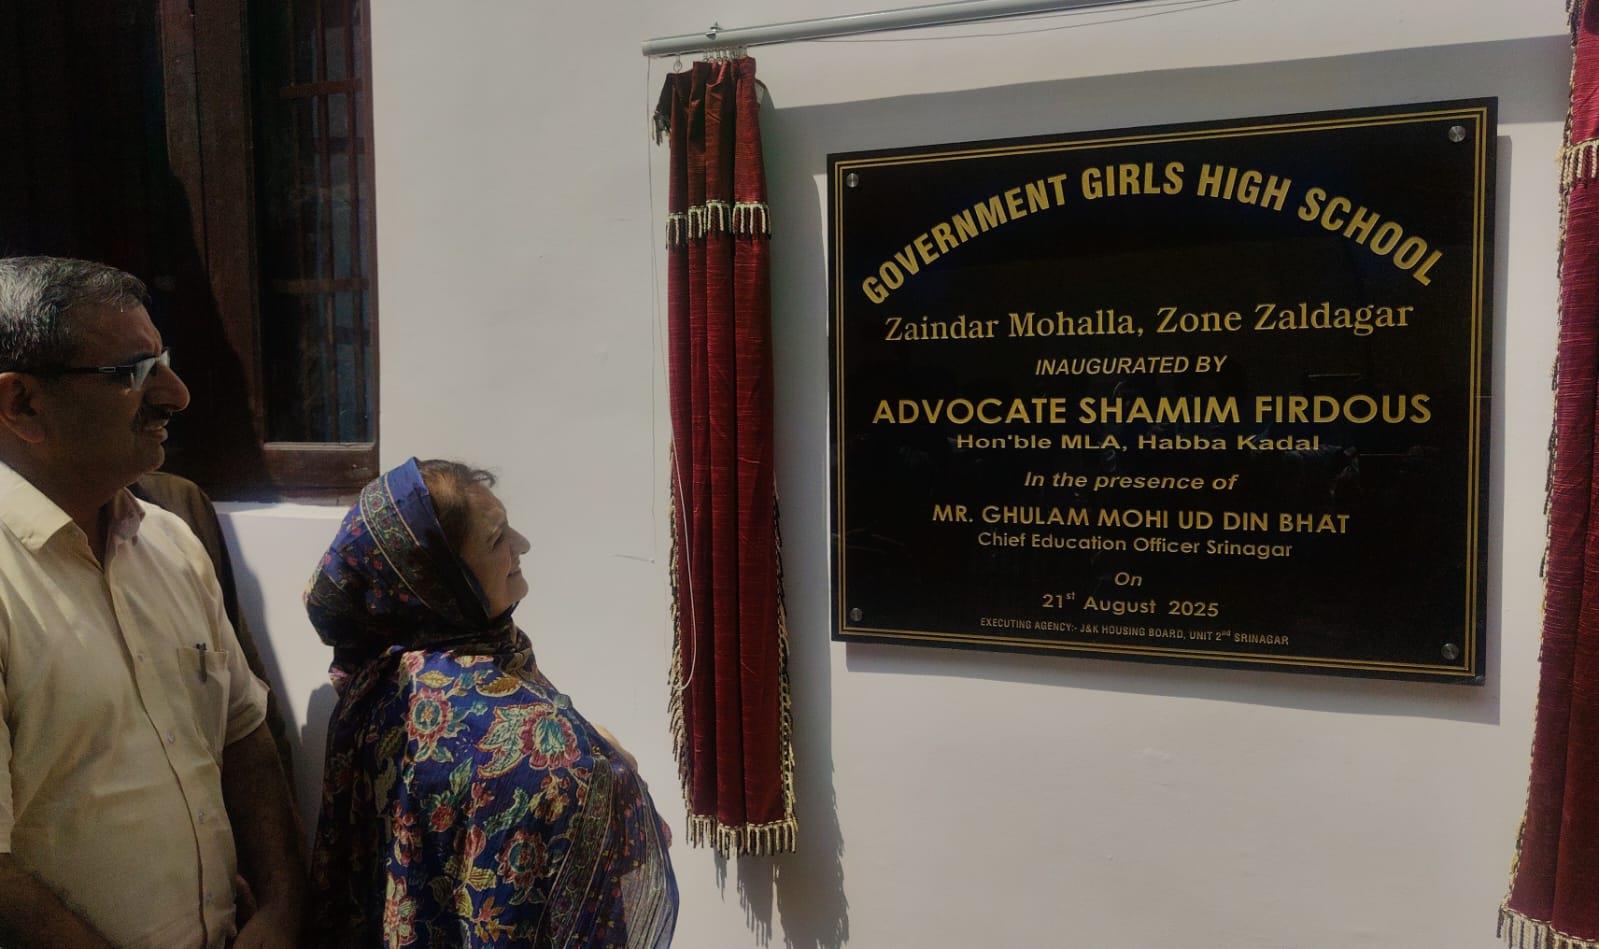 GOVERNMENT GIRLS HIGH SCHOOL
Zaindar Mohalla, Zone Zaldagar
INAUGURATED BY
ADVOCATE SHAMIM FIRDOUS
Hon'ble MLA, Habba Kadal
In the presence of
MR. GHULAM MOHI UD DIN BHAT
Chief Education Officer Srinagar
On
21st August 2025
EXECUTING AGENCY:- J&K HOUSING BOARD, UNIT 2nd SRINAGAR